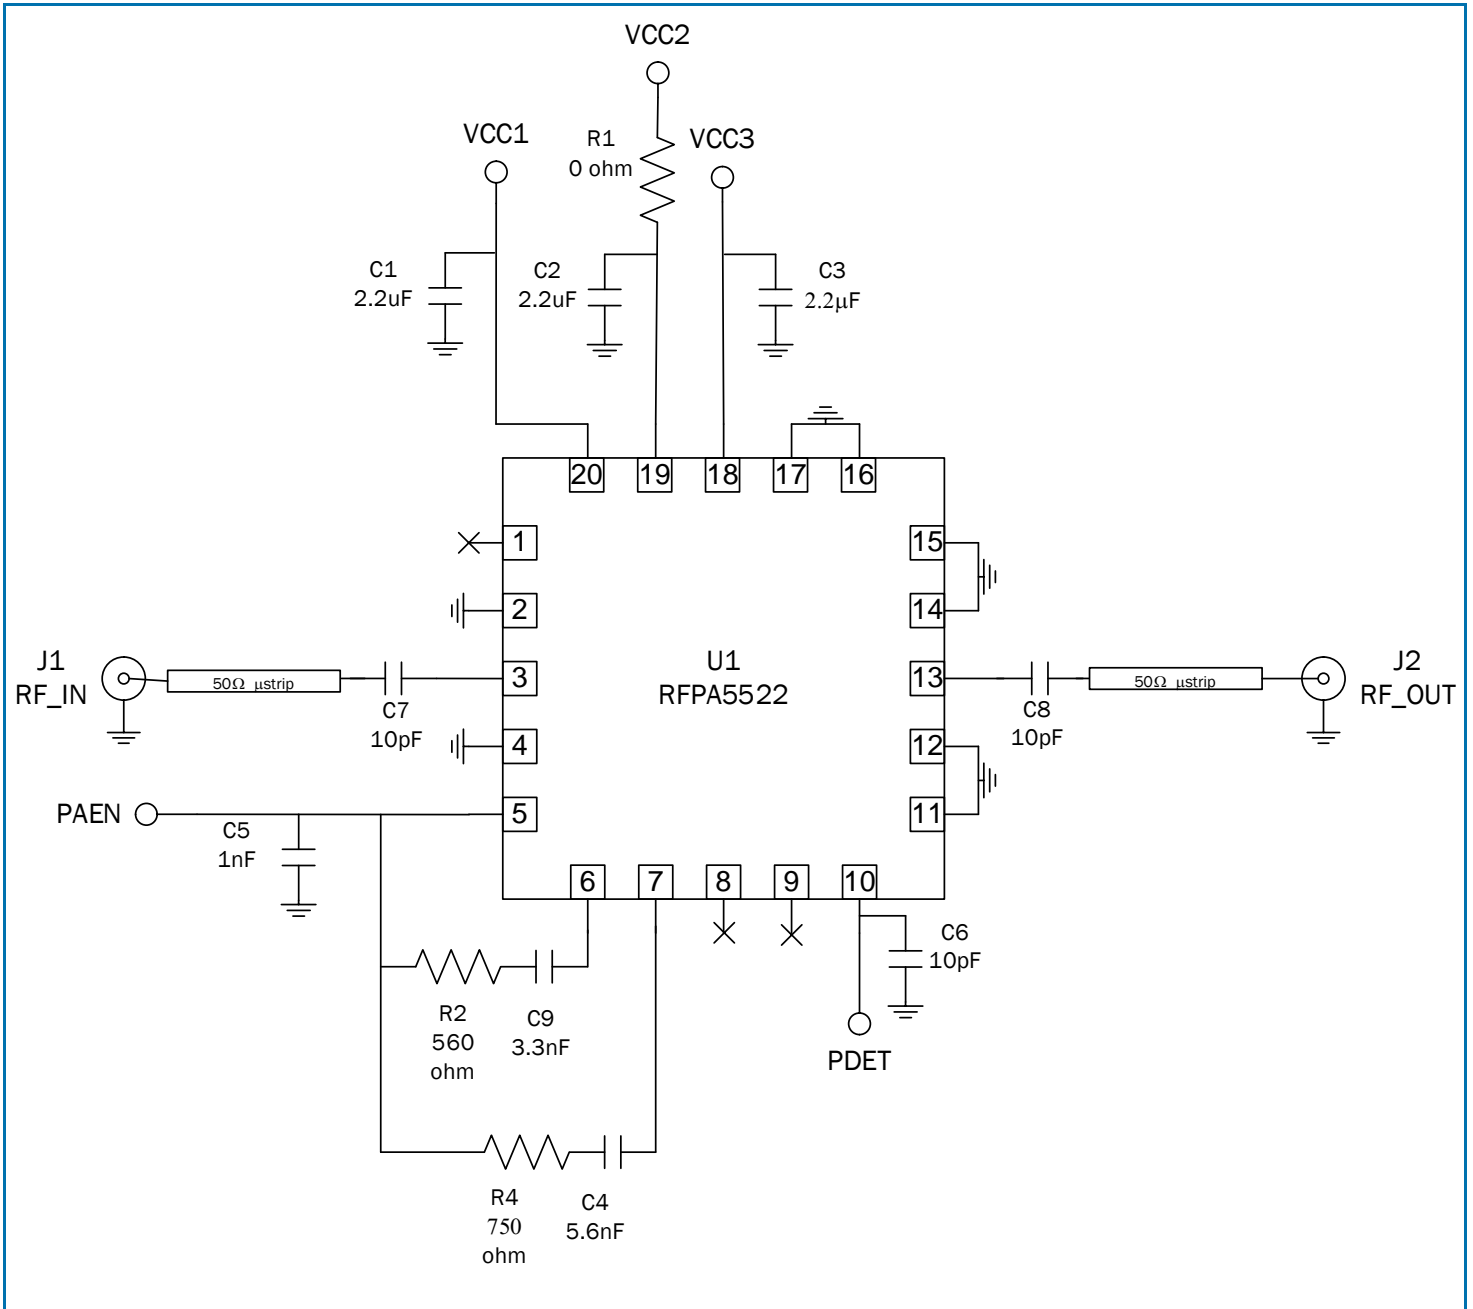 VCC2
VCC1
R1
0 ohm
VCC3
C1
2.2uF
C2
2.2uF
C3
2.2µF
20
19
18
17
16
1
15
2
14
J1
RF_IN
50Ω µstrip
C7
10pF
3
U1
RFPA5522
13
C8
10pF
50Ω µstrip
J2
RF_OUT
4
12
PAEN
C5
1nF
5
11
6
7
8
9
10
C6
10pF
R2
560
ohm
C9
3.3nF
PDET
R4
750
ohm
C4
5.6nF